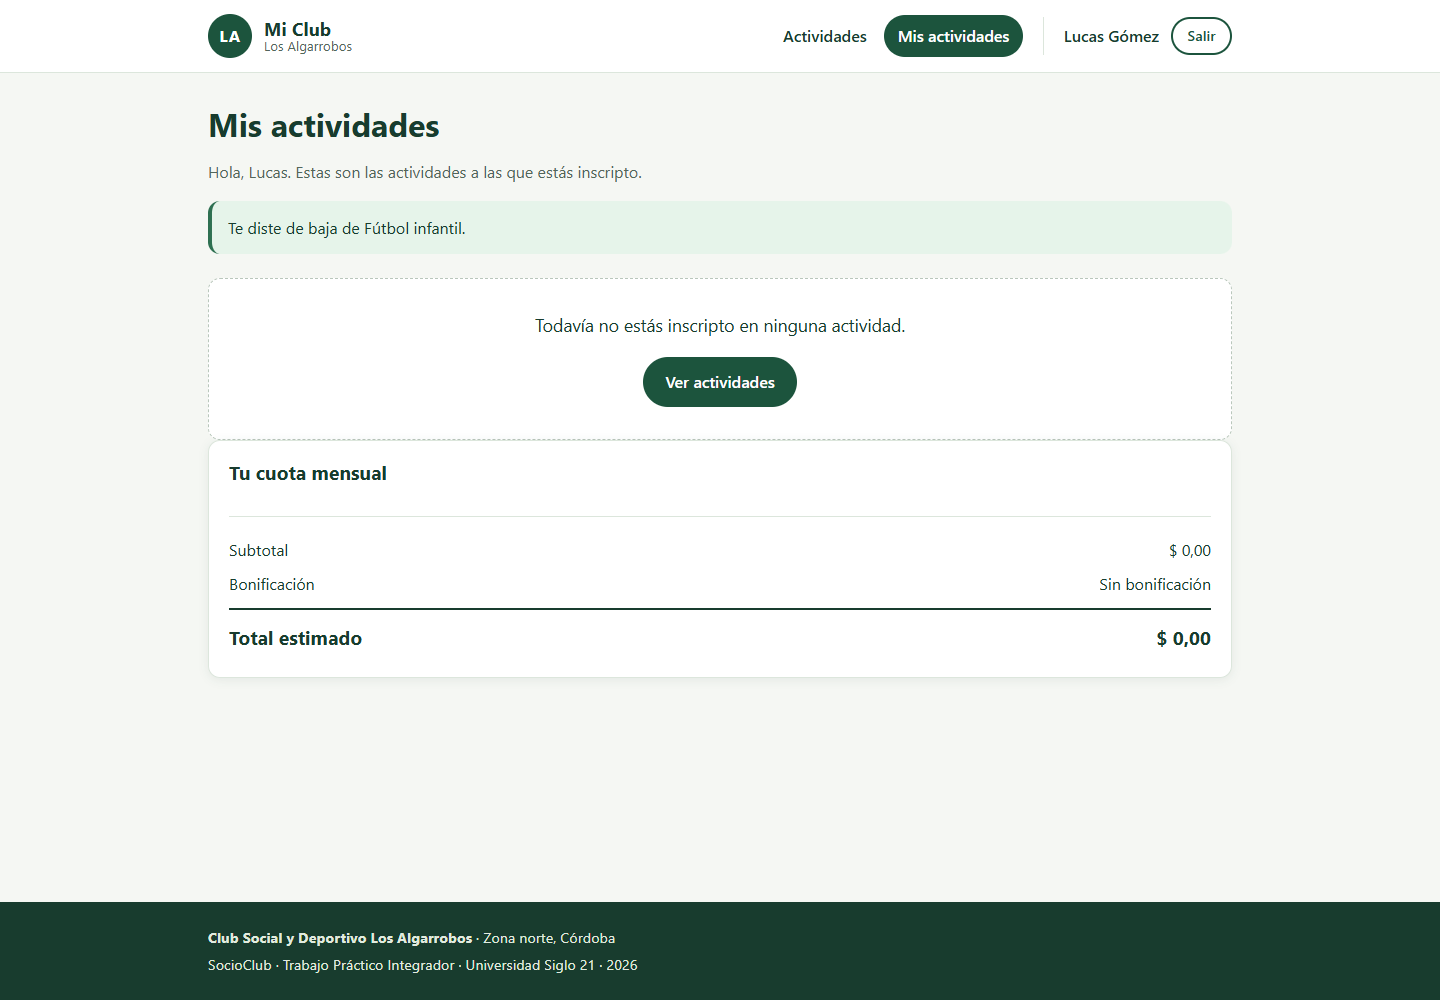 LA
Mi Club
Los Algarrobos
Actividades
Mis actividades
Lucas Gómez
Salir
Mis actividades
Hola, Lucas. Estas son las actividades a las que estás inscripto.
Te diste de baja de Fútbol infantil.
Todavía no estás inscripto en ninguna actividad.
Ver actividades
Tu cuota mensual
Subtotal $ 0,00
Bonificación Sin bonificación
Total estimado $ 0,00
Club Social y Deportivo Los Algarrobos · Zona norte, Córdoba
SocioClub · Trabajo Práctico Integrador · Universidad Siglo 21 · 2026